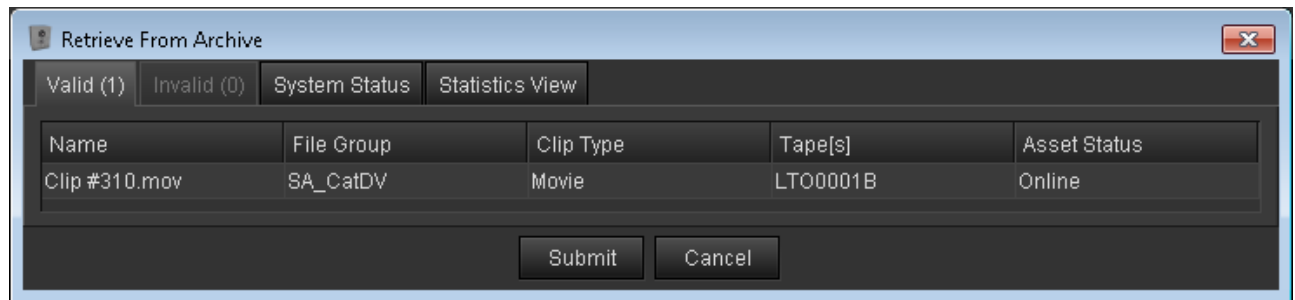 Retrieve From Archive
Valid (1) Invalid (0) System Status Statistics View
Name File Group Clip Type Tape[s] Asset Status
Clip #310.mov SA_CatDV Movie LTO0001B Online
Submit Cancel